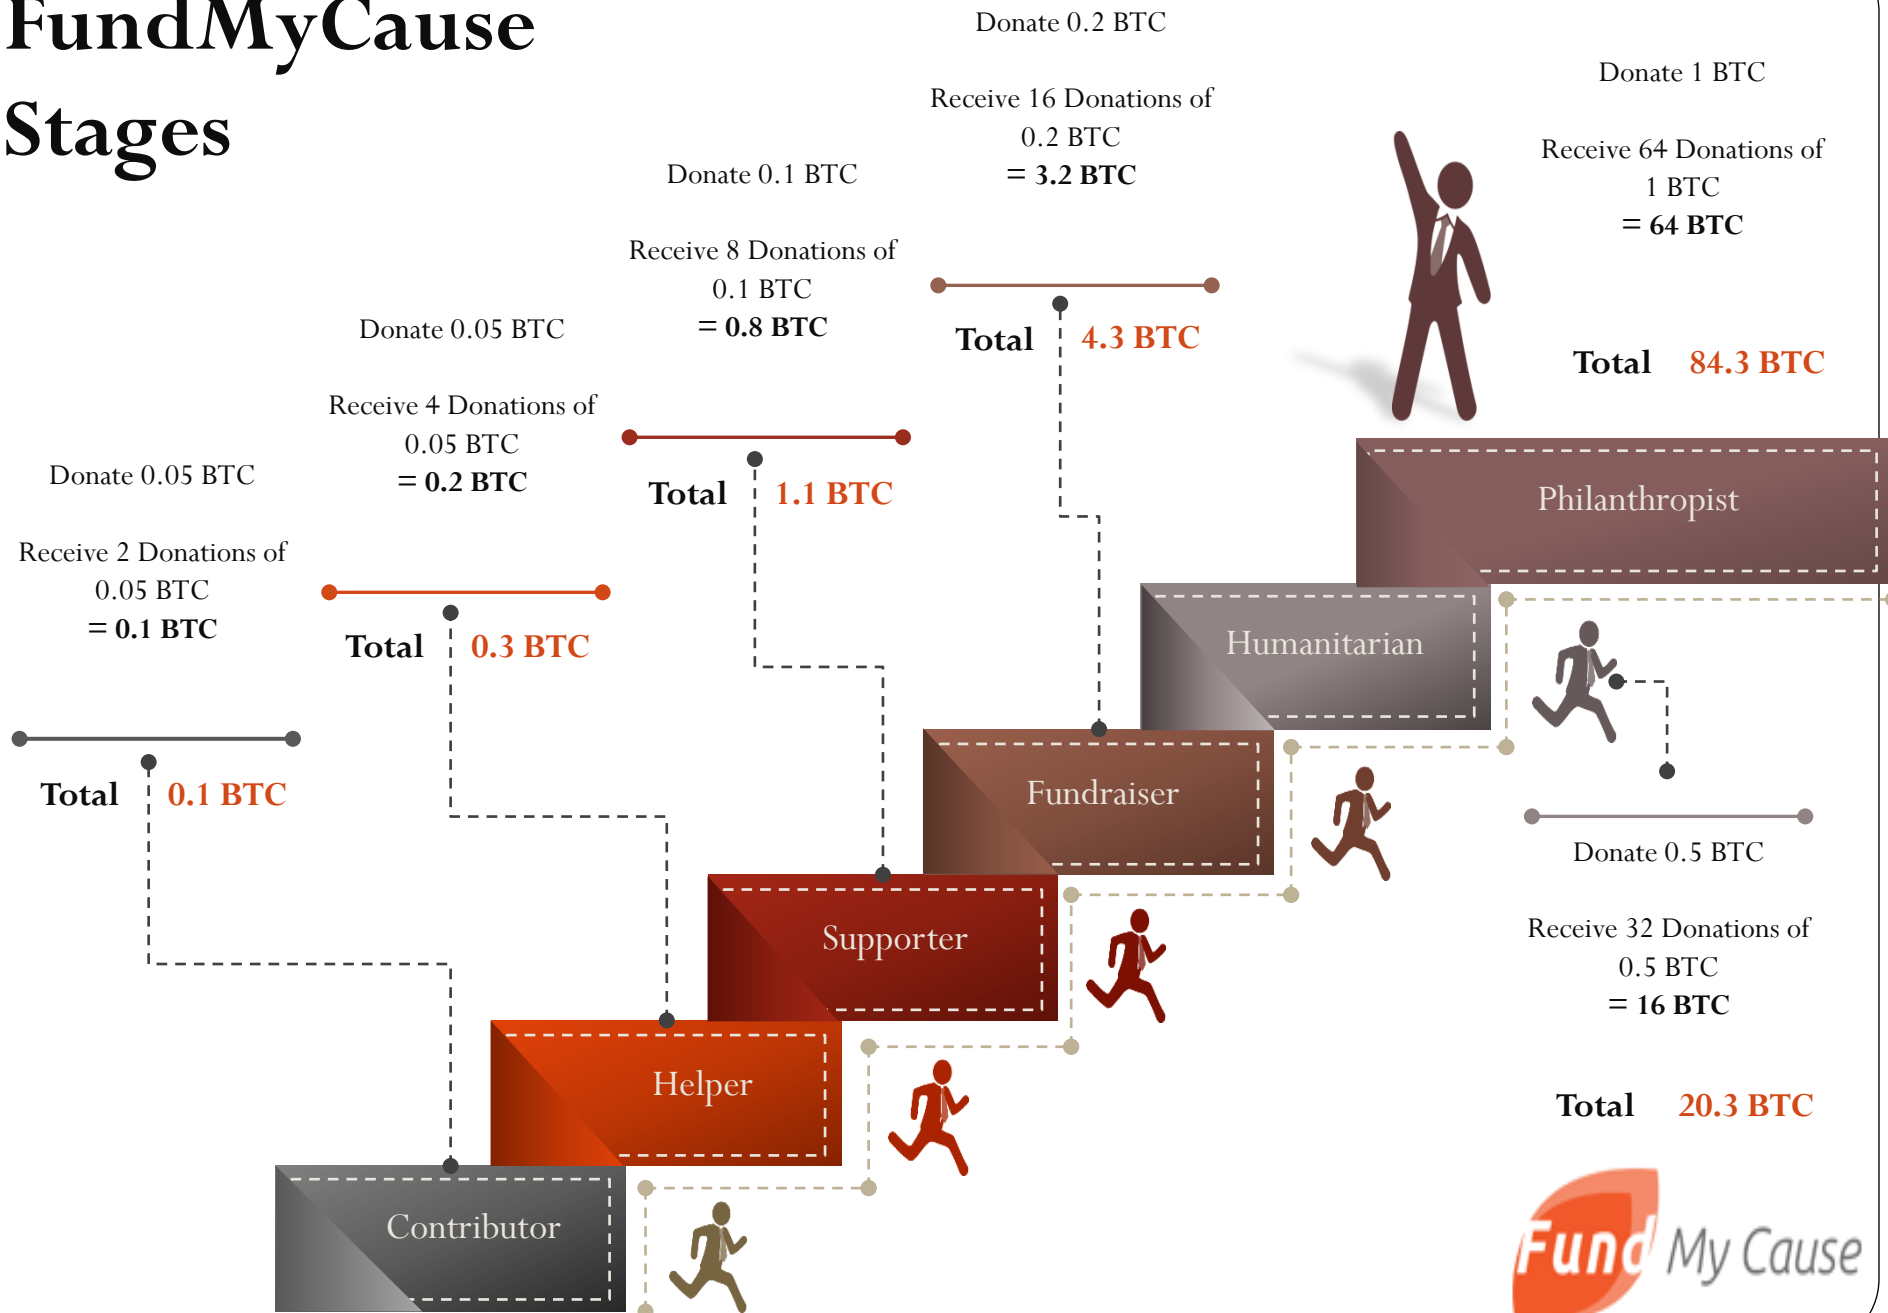 FundMyCause
Stages
Donate 0.05 BTC
Receive 2 Donations of
0.05 BTC
= 0.1 BTC
Total 0.1 BTC
Donate 0.05 BTC
Receive 4 Donations of
0.05 BTC
= 0.2 BTC
Total 0.3 BTC
Donate 0.1 BTC
Receive 8 Donations of
0.1 BTC
= 0.8 BTC
Total 1.1 BTC
Donate 0.2 BTC
Receive 16 Donations of
0.2 BTC
= 3.2 BTC
Total 4.3 BTC
Donate 1 BTC
Receive 64 Donations of
1 BTC
= 64 BTC
Total 84.3 BTC
Philanthropist
Humanitarian
Fundraiser
Supporter
Helper
Contributor
Donate 0.5 BTC
Receive 32 Donations of
0.5 BTC
= 16 BTC
Total 20.3 BTC
Fund My Cause